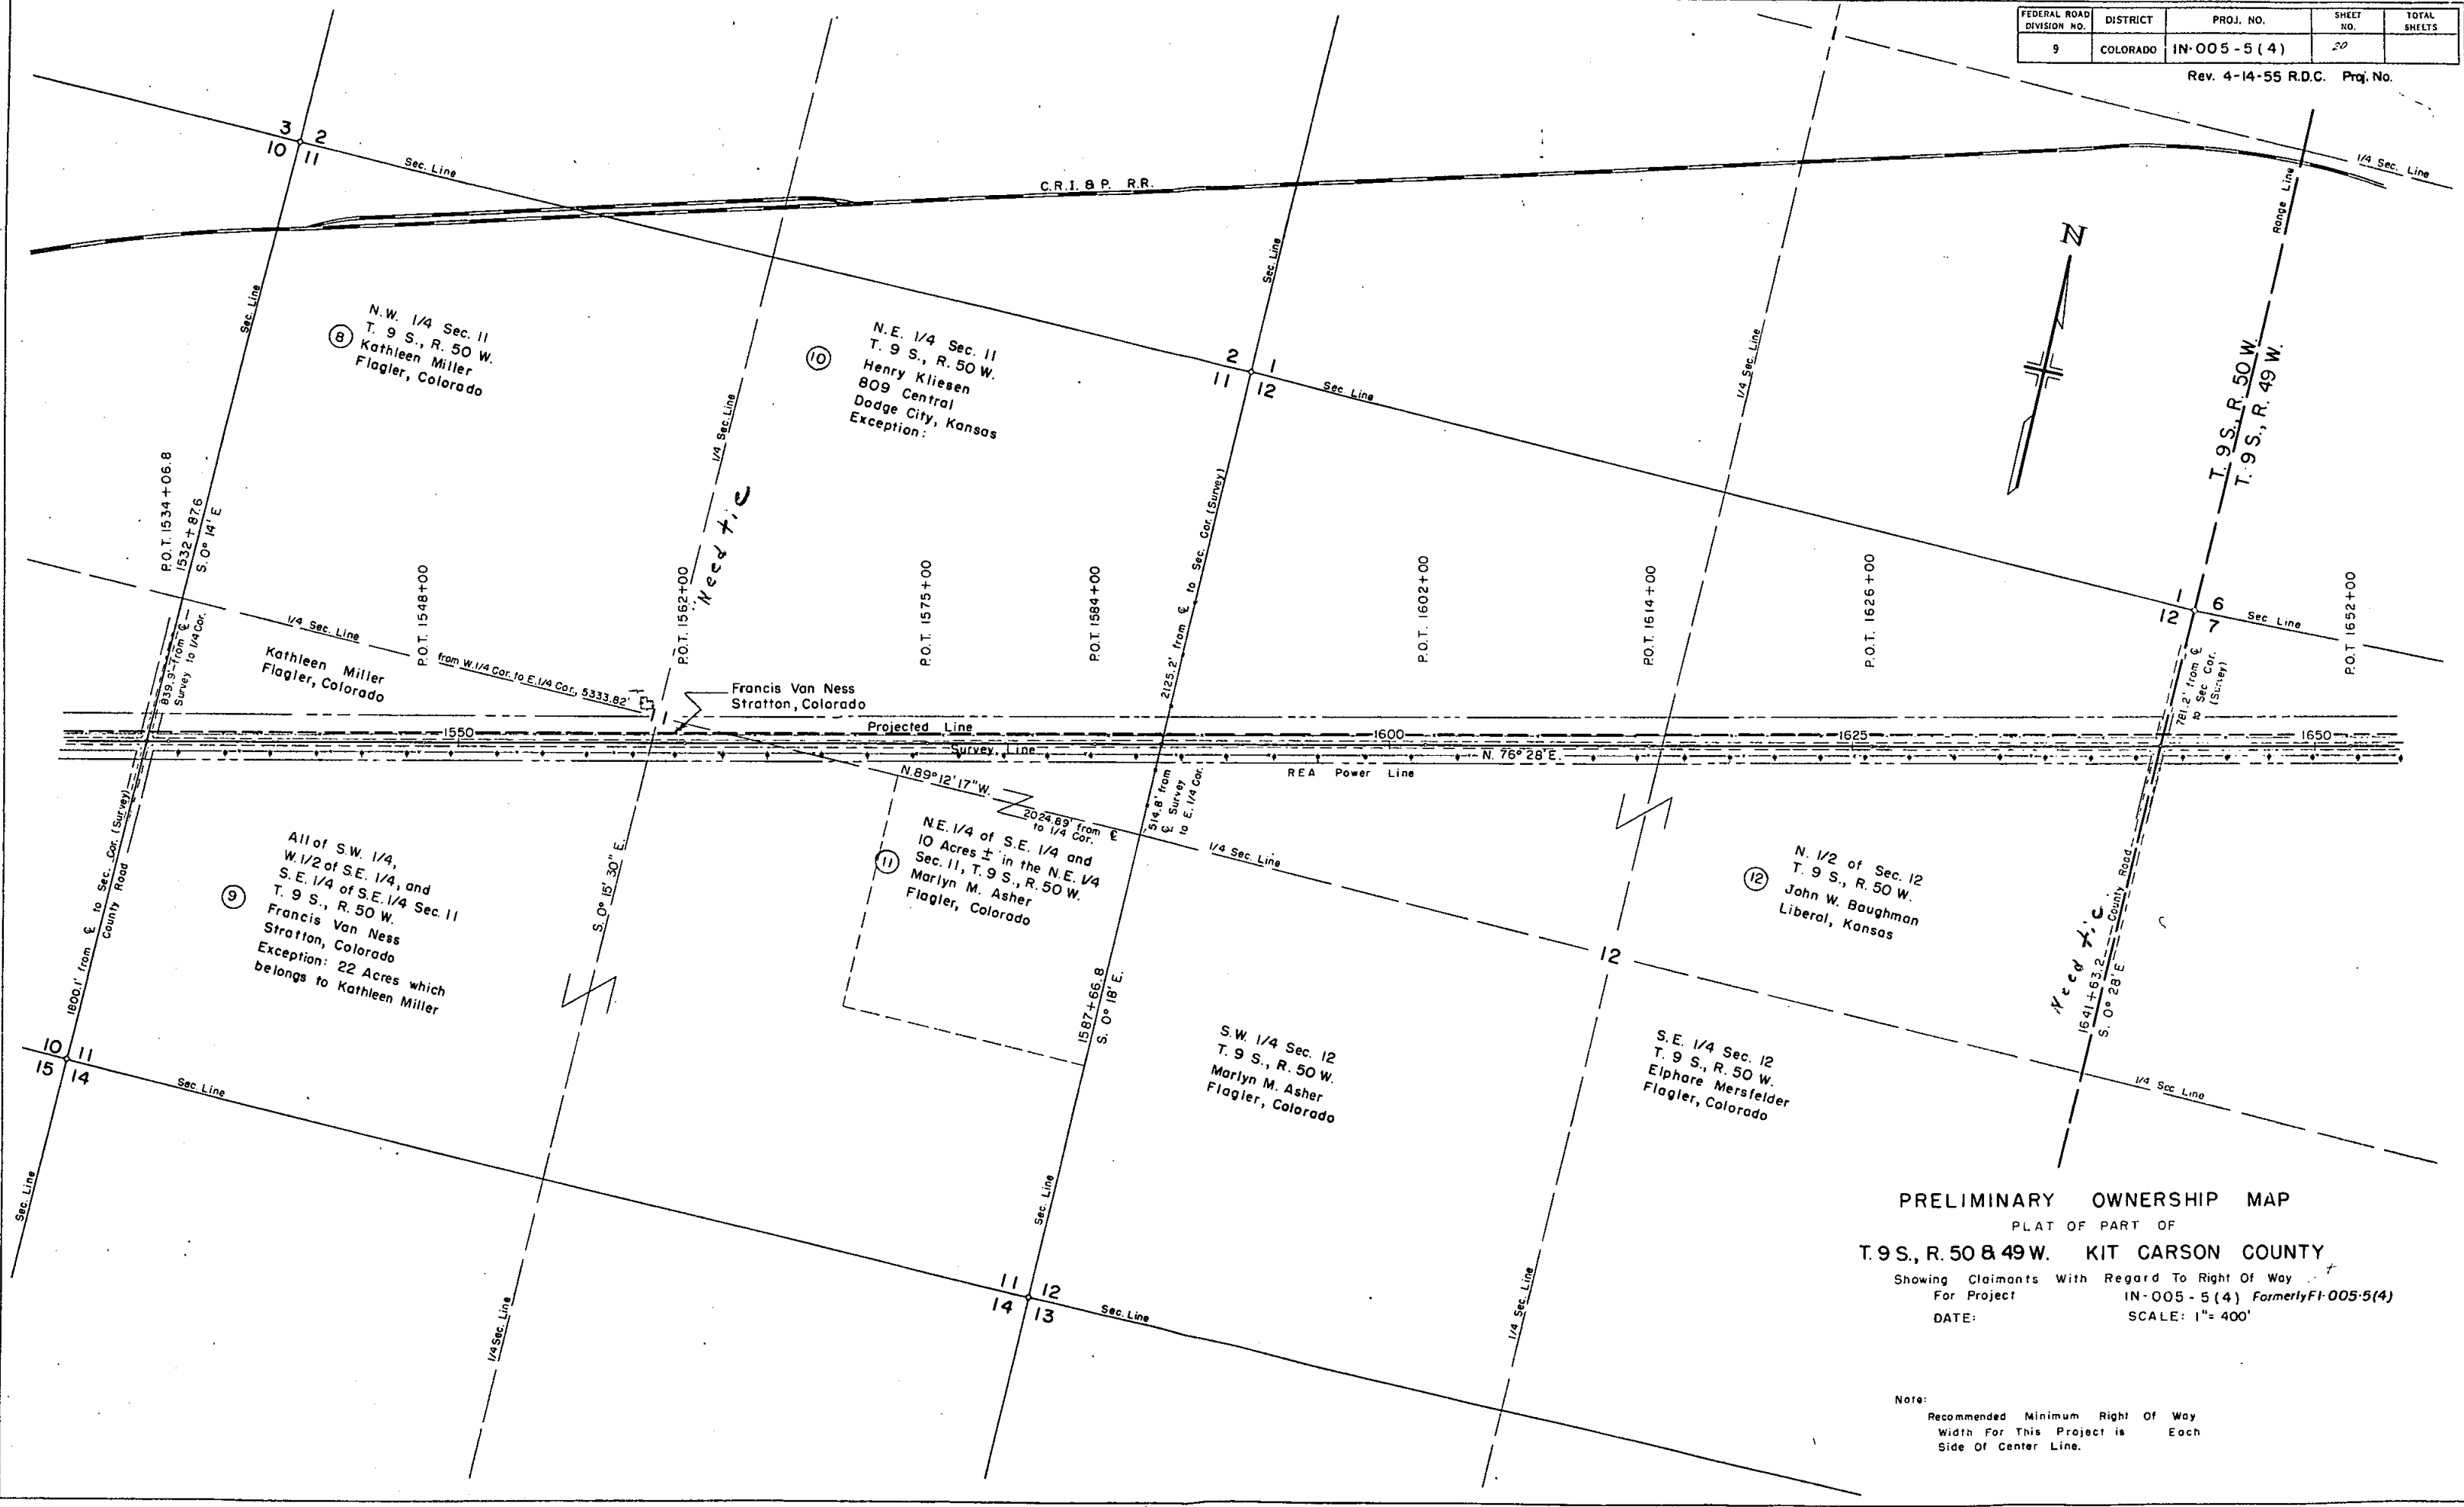 FEDERAL ROAD DIVISION NO.
DISTRICT
PROJ. NO.
SHEET NO.
TOTAL SHEETS
9
COLORADO
IN-005-5(4)
20
Rev. 4-14-55 R.D.C. Proj. No.
3 2
10 11
Sec. Line
C.R.I. & P. R.R.
1/4 Sec. Line
Range Line
N
Sec. Line
Sec. Line
8
N.W. 1/4 Sec. 11
T. 9 S., R. 50 W.
Kathleen Miller
Flagler, Colorado
10
N.E. 1/4 Sec. 11
T. 9 S., R. 50 W.
Henry Kliesen
809 Central
Dodge City, Kansas
Exception:
2 1
11 12
Sec. Line
1/4 Sec. Line
1/4 Sec. Line
T. 9 S., R. 50 W.
T. 9 S., R. 49 W.
P.O.T. 1534+06.8
1532+87.6
S. 0° 14' E
P.O.T. 1548+00
P.O.T. 1562+00
Need tie
P.O.T. 1575+00
P.O.T. 1584+00
2125.2' from ℄ to Sec. Cor. (Survey)
P.O.T. 1602+00
P.O.T. 1614+00
P.O.T. 1626+00
1 6
12 7
Sec Line
P.O.T 1652+00
1/4 Sec. Line
839.9' from ℄
Survey to 1/4 Cor.
Kathleen Miller
Flagler, Colorado
from W.1/4 Cor. to E.1/4 Cor. 5333.82'
11
Francis Van Ness
Stratton, Colorado
781.2' from ℄
to Sec Cor.
(Survey)
1550
Projected Line
1600
1625
1650
Survey Line
N. 76° 28' E.
REA Power Line
N.89°12'17"W.
2024.89' from ℄
to 1/4 Cor.
514.8' from
℄ Survey
to E.1/4 Cor.
1/4 Sec. Line
1800.1' from ℄ to Sec. Cor. (Survey)
County Road
9
All of S.W. 1/4,
W. 1/2 of S.E. 1/4, and
S.E. 1/4 of S.E. 1/4 Sec. 11
T. 9 S., R. 50 W.
Francis Van Ness
Stratton, Colorado
Exception: 22 Acres which
belongs to Kathleen Miller
S. 0° 15' 30" E.
11
N.E. 1/4 of S.E. 1/4 and
10 Acres ± in the N.E. 1/4
Sec. 11, T. 9 S., R. 50 W.
Marlyn M. Asher
Flagler, Colorado
12
N. 1/2 of Sec. 12
T. 9 S., R. 50 W.
John W. Baughman
Liberal, Kansas
12
Need tie
County Road
1641+63.2
S. 0° 28' E
1587+66.8
S. 0° 18' E.
10 11
15 14
Sec. Line
S.W. 1/4 Sec. 12
T. 9 S., R. 50 W.
Marlyn M. Asher
Flagler, Colorado
S.E. 1/4 Sec. 12
T. 9 S., R. 50 W.
Elphare Mersfelder
Flagler, Colorado
1/4 Sec Line
Sec. Line
Sec. Line
11 12
14 13
Sec. Line
1/4 Sec. Line
1/4 Sec. Line
PRELIMINARY OWNERSHIP MAP
PLAT OF PART OF
T. 9 S., R. 50 & 49 W. KIT CARSON COUNTY
Showing Claimants With Regard To Right Of Way
For Project IN-005-5(4) Formerly FI-005-5(4)
DATE: SCALE: 1"= 400'
Note:
Recommended Minimum Right Of Way
Width For This Project is Each
Side Of Center Line.